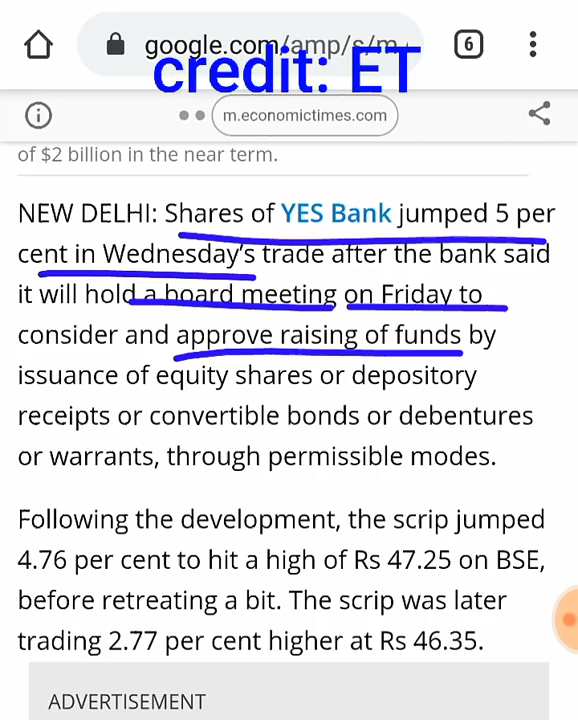 google.com/amp/s/m
6
credit: ET
m.economictimes.com
of $2 billion in the near term.
NEW DELHI: Shares of YES Bank jumped 5 per
cent in Wednesday's trade after the bank said
it will hold a board meeting on Friday to
consider and approve raising of funds by
issuance of equity shares or depository
receipts or convertible bonds or debentures
or warrants, through permissible modes.
Following the development, the scrip jumped
4.76 per cent to hit a high of Rs 47.25 on BSE,
before retreating a bit. The scrip was later
trading 2.77 per cent higher at Rs 46.35.
ADVERTISEMENT